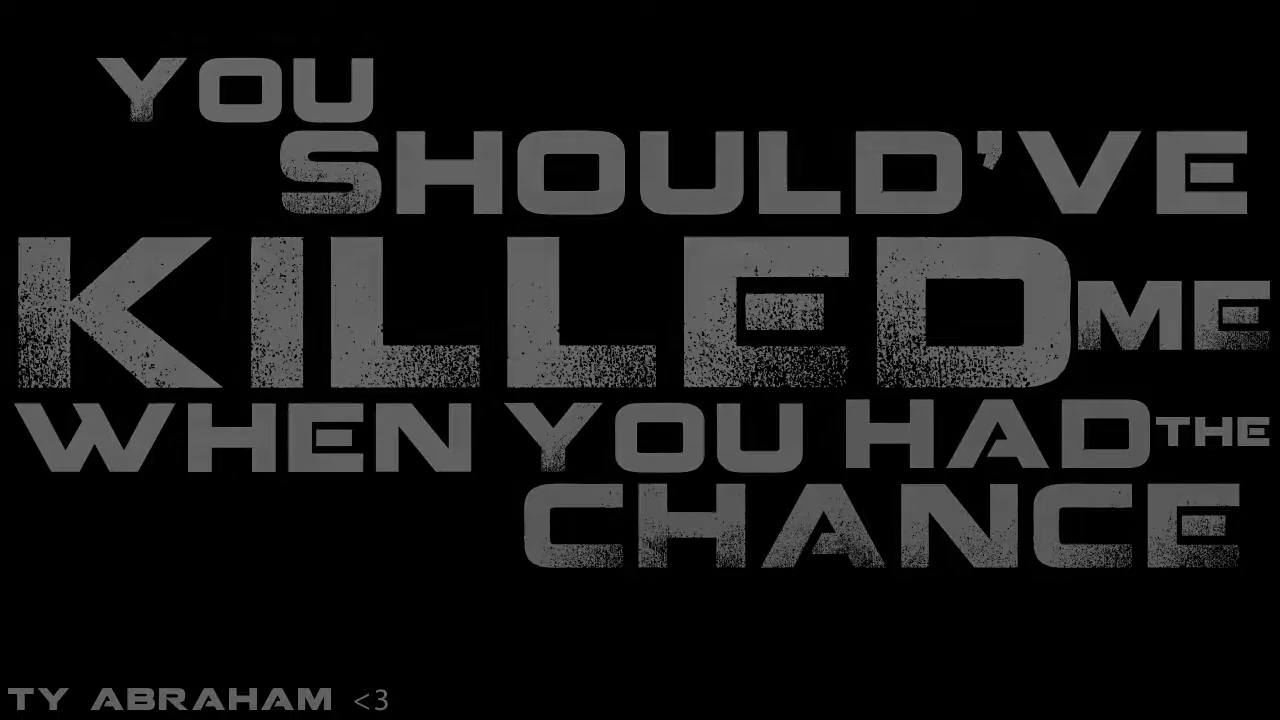 YOU
SHOULD'VE
KILLED ME
WHEN YOU HAD THE
CHANCE
TY ABRAHAM <3